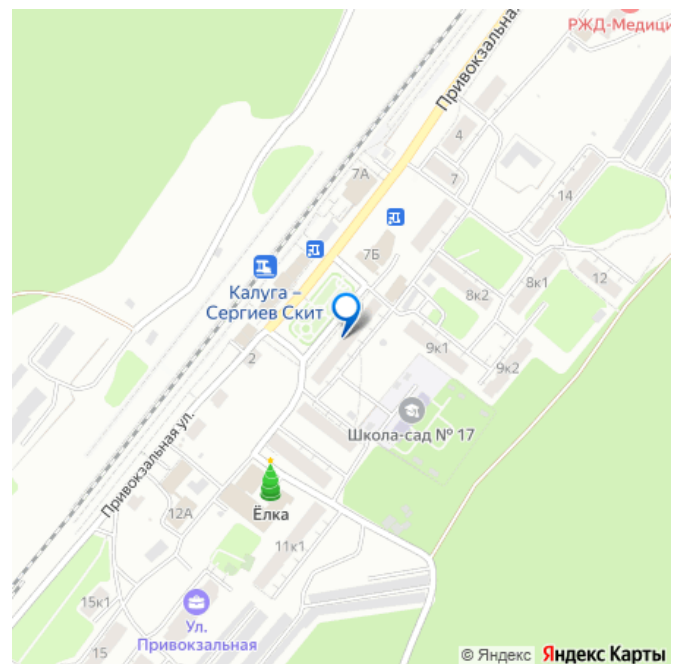 РЖД-Медици
Привокзальна
4
7А
7
14
7Б
Калуга –
Сергиев Скит
8к2
8к1
12
2
9к1
9к2
Школа-сад № 17
Привокзальная ул.
Ёлка
12А
11к1
15к1
Ул.
Привокзальная
15
© Яндекс Яндекс Карты